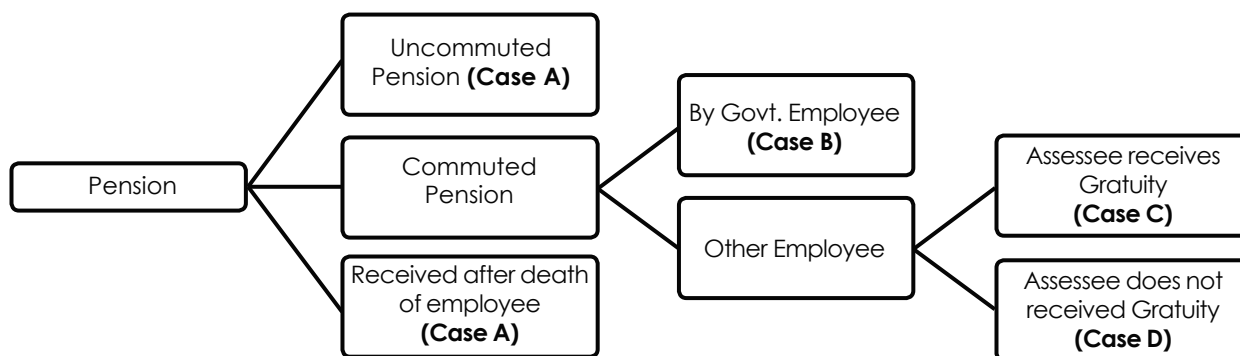 Pension
Uncommuted
Pension (Case A)
Commuted
Pension
Received after death
of employee
(Case A)
By Govt. Employee
(Case B)
Other Employee
Assessee receives
Gratuity
(Case C)
Assessee does not
received Gratuity
(Case D)